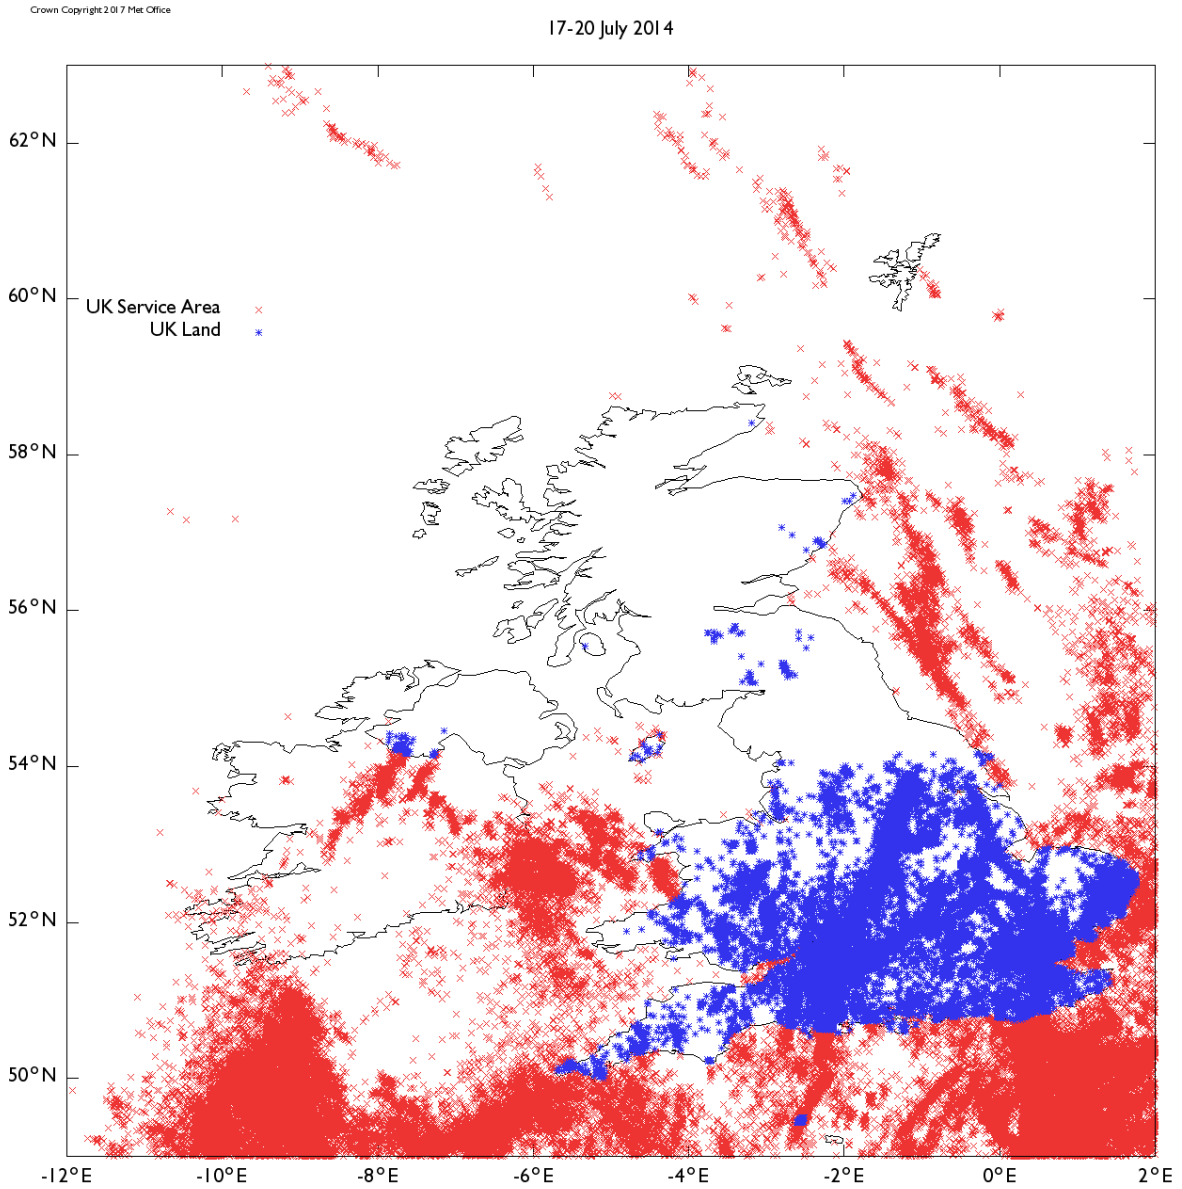 Crown Copyright 2017 Met Office
17-20 July 2014
62°N
60°N
UK Service Area
UK Land
58°N
56°N
54°N
52°N
50°N
-12°E -10°E -8°E -6°E -4°E -2°E 0°E 2°E